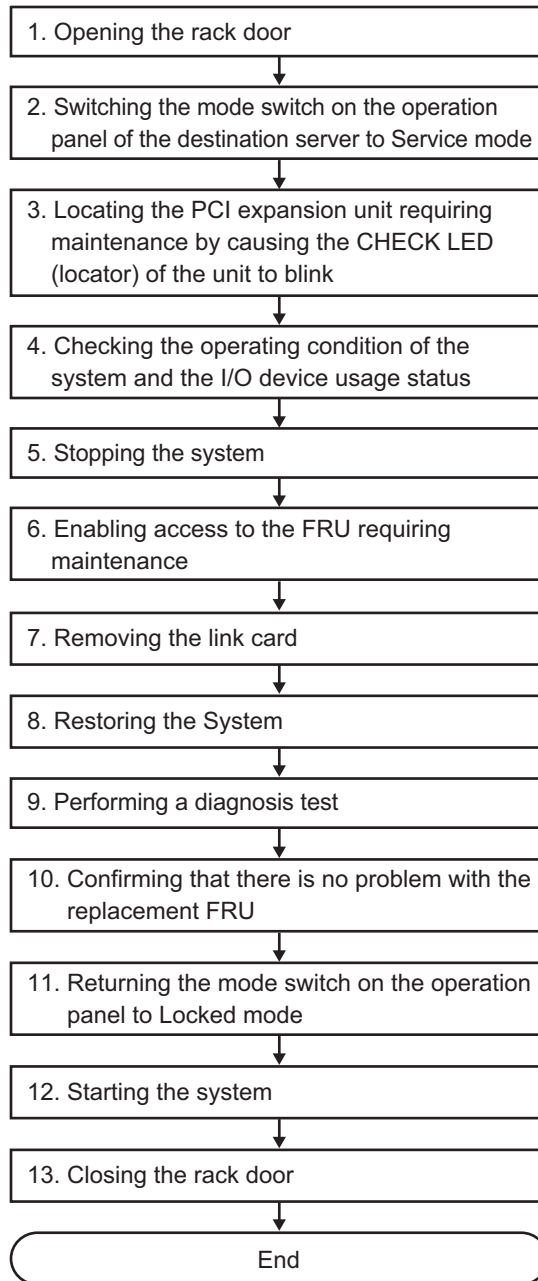 1. Opening the rack door
2. Switching the mode switch on the operation
panel of the destination server to Service mode
3. Locating the PCI expansion unit requiring
maintenance by causing the CHECK LED
(locator) of the unit to blink
4. Checking the operating condition of the
system and the I/O device usage status
5. Stopping the system
6. Enabling access to the FRU requiring
maintenance
7. Removing the link card
8. Restoring the System
9. Performing a diagnosis test
10. Confirming that there is no problem with the
replacement FRU
11. Returning the mode switch on the operation
panel to Locked mode
12. Starting the system
13. Closing the rack door
End